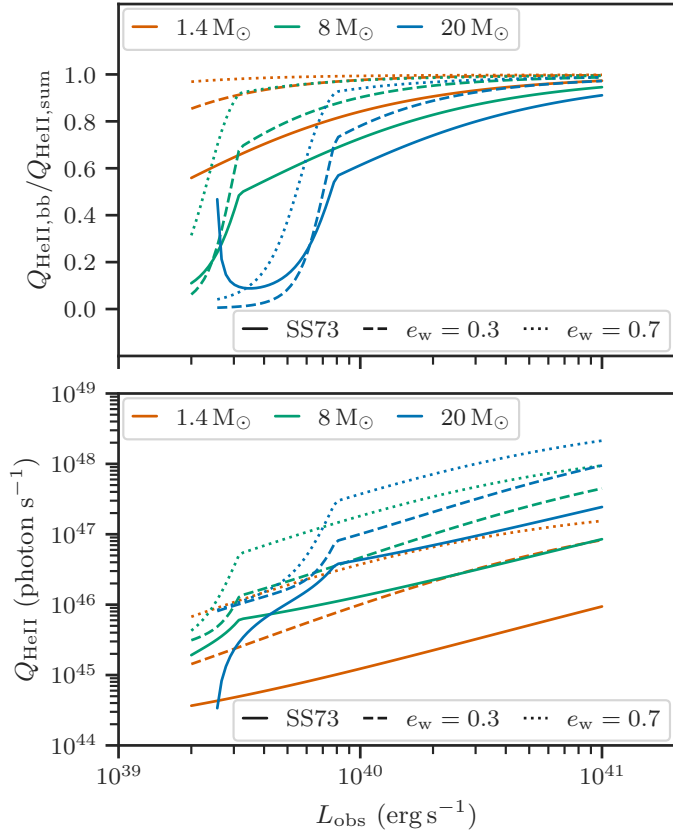 1.4 M⊙ 8 M⊙ 20 M⊙
Q_HeII,bb/Q_HeII,sum
1.0
0.8
0.6
0.4
0.2
0.0
SS73 e_w = 0.3 e_w = 0.7
10^49
10^48
10^47
10^46
10^45
10^44
1.4 M⊙ 8 M⊙ 20 M⊙
Q_HeII (photon s^−1)
SS73 e_w = 0.3 e_w = 0.7
10^39 10^40 10^41
L_obs (erg s^−1)